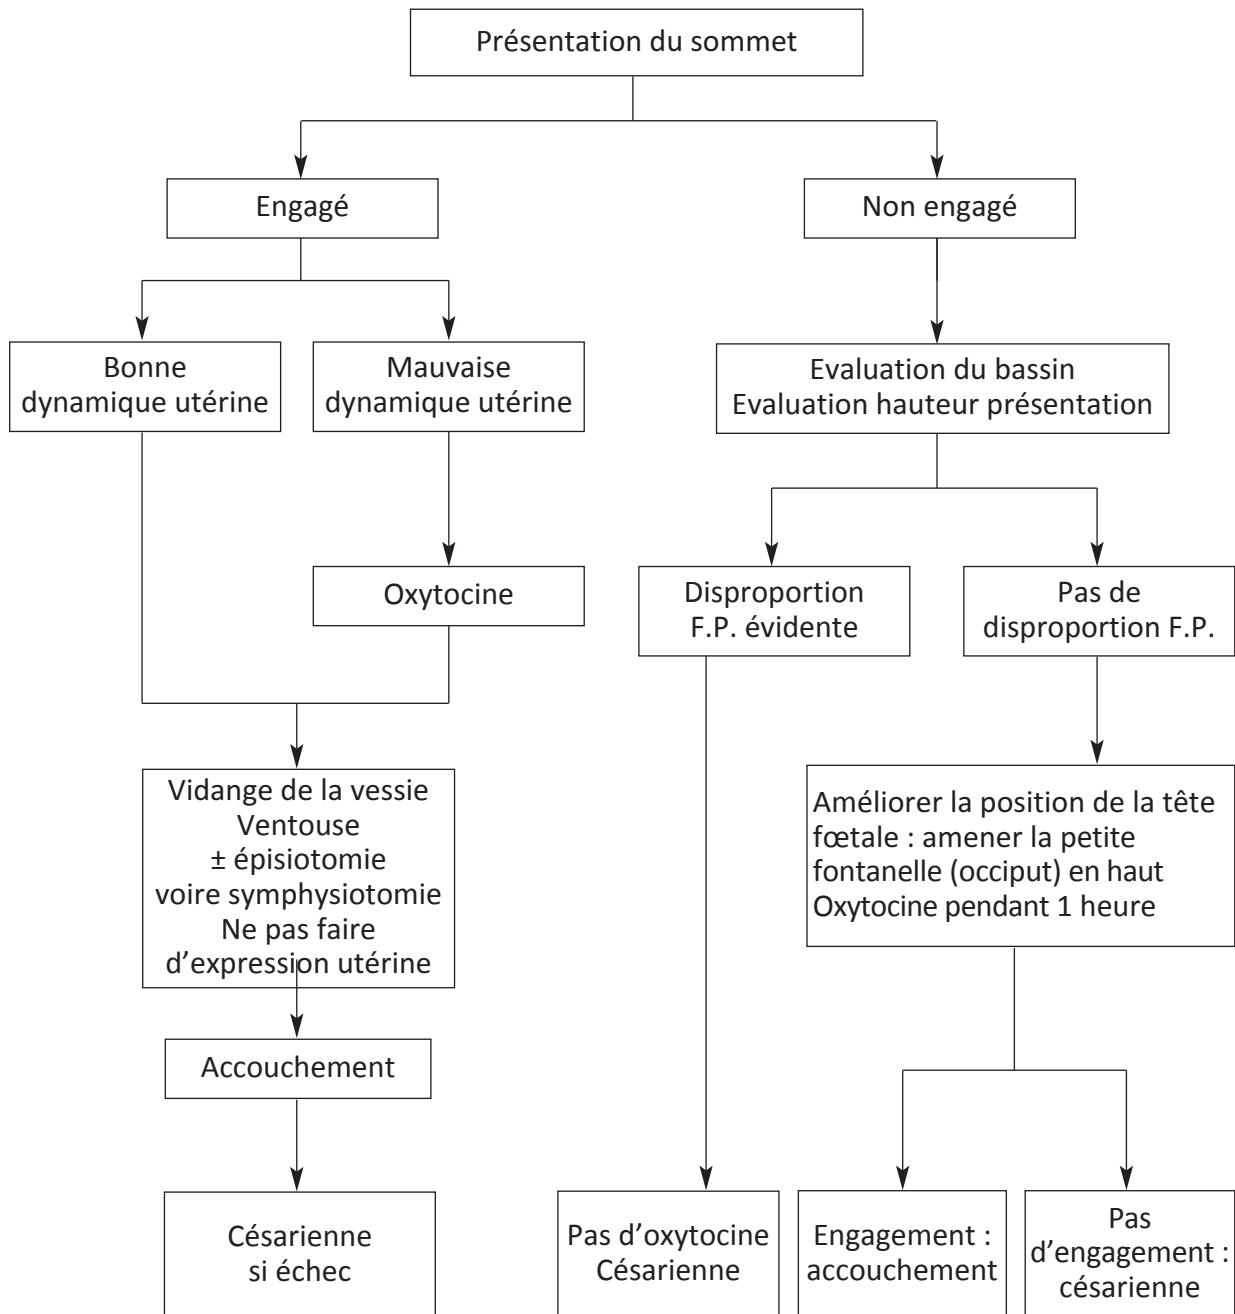 Présentation du sommet
Engagé
Non engagé
Bonne
dynamique utérine
Mauvaise
dynamique utérine
Evaluation du bassin
Evaluation hauteur présentation
Oxytocine
Disproportion
F.P. évidente
Pas de
disproportion F.P.
Vidange de la vessie
Ventouse
± épisiotomie
voire symphysiotomie
Ne pas faire
d’expression utérine
Améliorer la position de la tête
fœtale : amener la petite
fontanelle (occiput) en haut
Oxytocine pendant 1 heure
Accouchement
Césarienne
si échec
Pas d’oxytocine
Césarienne
Engagement :
accouchement
Pas
d’engagement :
césarienne